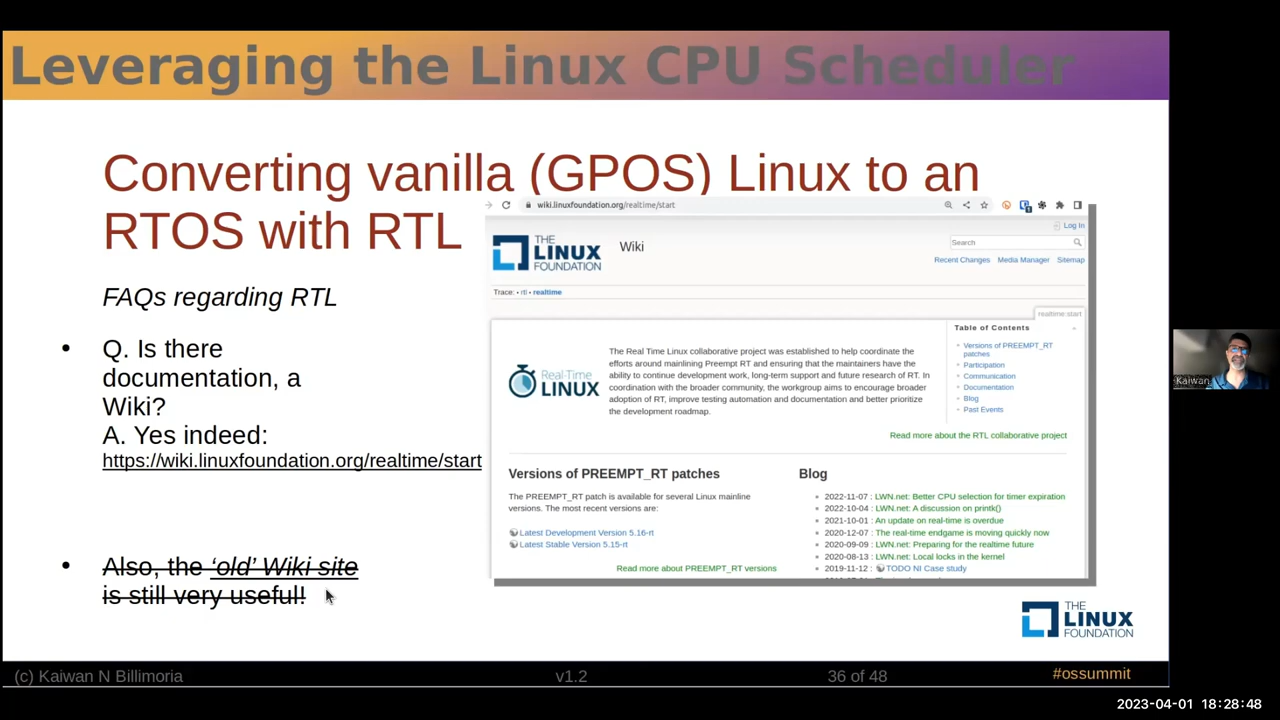 Leveraging the Linux CPU Scheduler
Converting vanilla (GPOS) Linux to an
RTOS with RTL
FAQs regarding RTL
• Q. Is there
documentation, a
Wiki?
A. Yes indeed:
https://wiki.linuxfoundation.org/realtime/start
• Also, the ‘old’ Wiki site
is still very useful!
wiki.linuxfoundation.org/realtime/start
Log In
THE
LINUX
FOUNDATION
Wiki
Search
Recent Changes Media Manager Sitemap
Trace: • rtl • realtime
realtime:start
Table of Contents
Versions of PREEMPT_RT
patches
Participation
Communication
Documentation
Blog
Past Events
Real-Time
LINUX
The Real Time Linux collaborative project was established to help coordinate the
efforts around mainlining Preempt RT and ensuring that the maintainers have the
ability to continue development work, long-term support and future research of RT. In
coordination with the broader community, the workgroup aims to encourage broader
adoption of RT, improve testing automation and documentation and better prioritize
the development roadmap.
Read more about the RTL collaborative project
Versions of PREEMPT_RT patches
The PREEMPT_RT patch is available for several Linux mainline
versions. The most recent versions are:
Latest Development Version 5.16-rt
Latest Stable Version 5.15-rt
Read more about PREEMPT_RT versions
Blog
2022-11-07 : LWN.net: Better CPU selection for timer expiration
2022-10-04 : LWN.net: A discussion on printk()
2021-10-01 : An update on real-time is overdue
2020-12-07 : The real-time endgame is moving quickly now
2020-09-09 : LWN.net: Preparing for the realtime future
2020-08-13 : LWN.net: Local locks in the kernel
2019-11-12 : TODO NI Case study
THE
LINUX
FOUNDATION
Kaiwan
(c) Kaiwan N Billimoria v1.2 36 of 48 #ossummit
2023-04-01 18:28:48